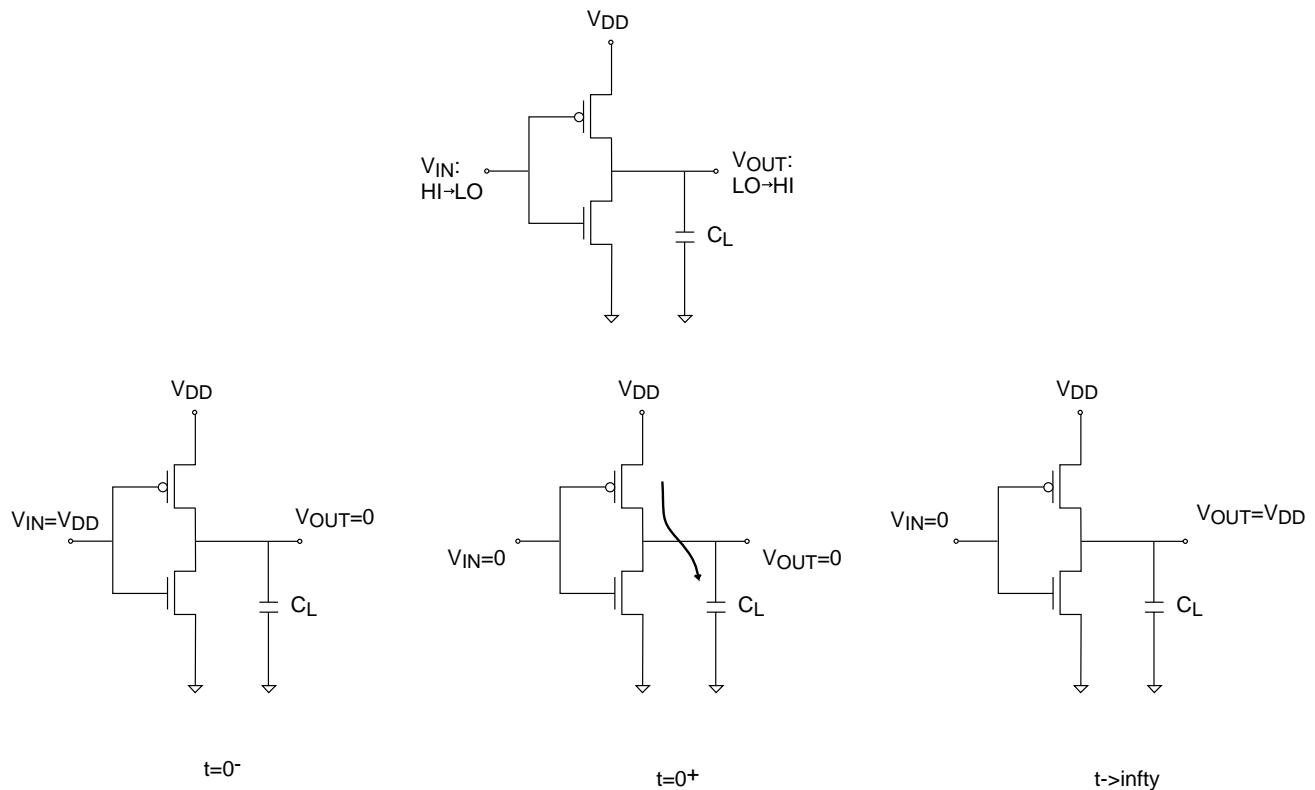 VDD
VIN:
HI→LO
VOUT:
LO→HI
CL
VDD
VIN=VDD
VOUT=0
CL
t=0-
VDD
VIN=0
VOUT=0
CL
t=0+
VDD
VIN=0
VOUT=VDD
CL
t->infty